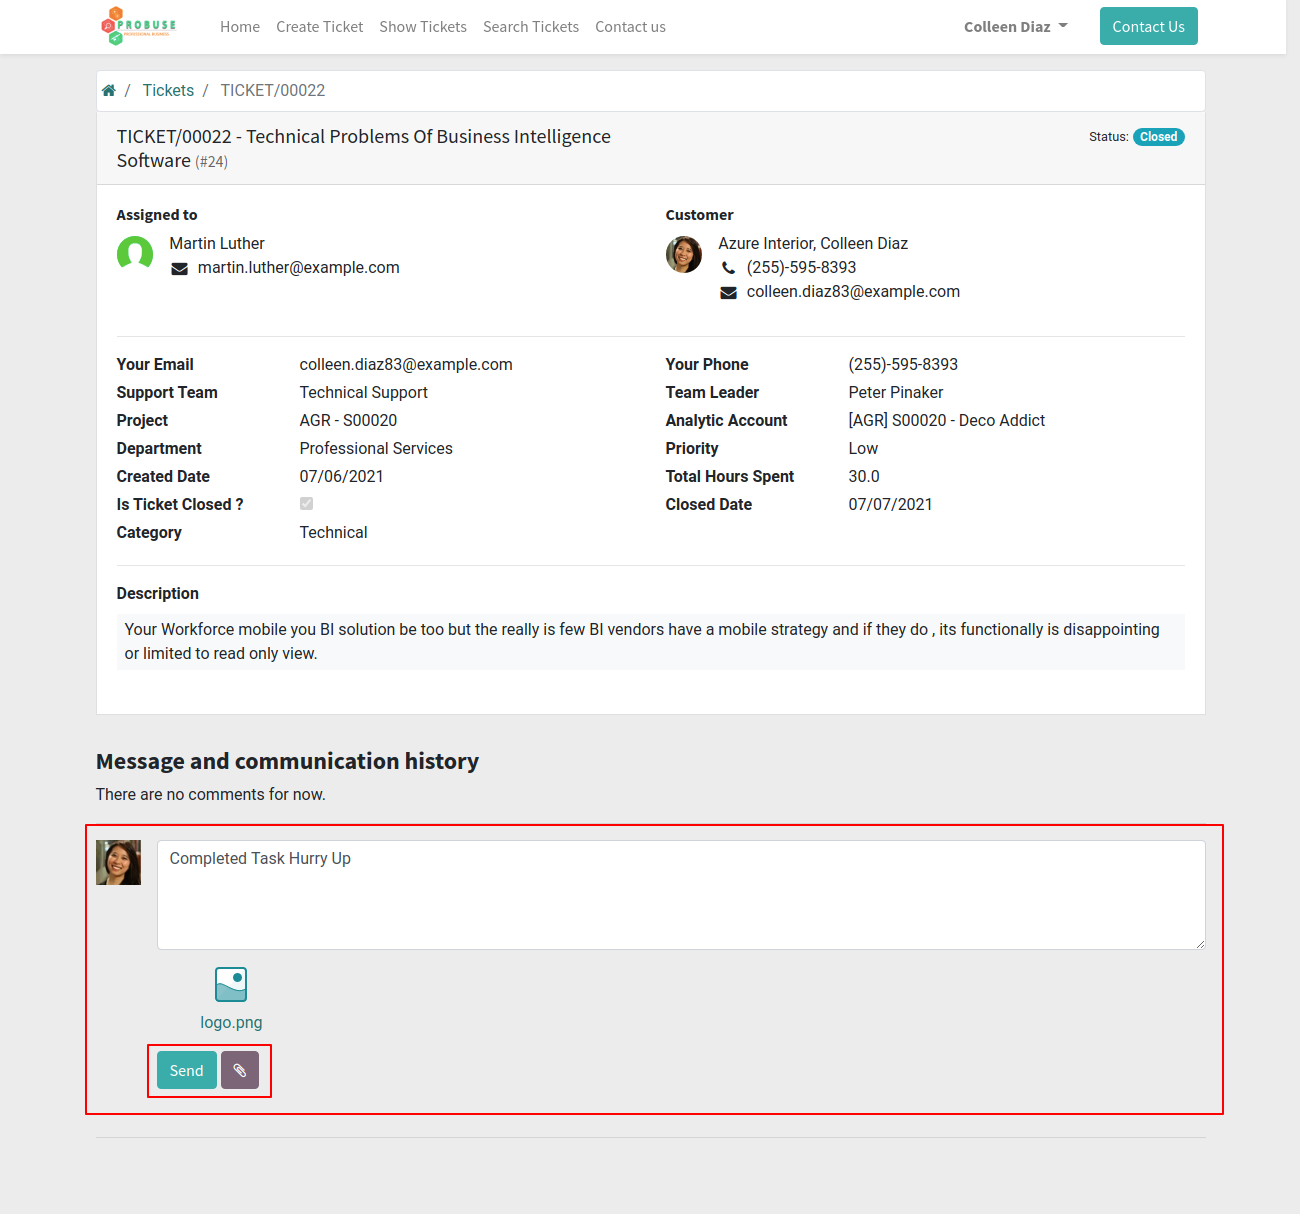 PROBUSE
Home Create Ticket Show Tickets Search Tickets Contact us Colleen Diaz Contact Us
/ Tickets / TICKET/00022
TICKET/00022 - Technical Problems Of Business Intelligence
Software (#24)
Status: Closed
Assigned to
Martin Luther
martin.luther@example.com
Customer
Azure Interior, Colleen Diaz
(255)-595-8393
colleen.diaz83@example.com
Your Email colleen.diaz83@example.com Your Phone (255)-595-8393
Support Team Technical Support Team Leader Peter Pinaker
Project AGR - S00020 Analytic Account [AGR] S00020 - Deco Addict
Department Professional Services Priority Low
Created Date 07/06/2021 Total Hours Spent 30.0
Is Ticket Closed ? Closed Date 07/07/2021
Category Technical
Description
Your Workforce mobile you BI solution be too but the really is few BI vendors have a mobile strategy and if they do , its functionally is disappointing
or limited to read only view.
Message and communication history
There are no comments for now.
Completed Task Hurry Up
logo.png
Send